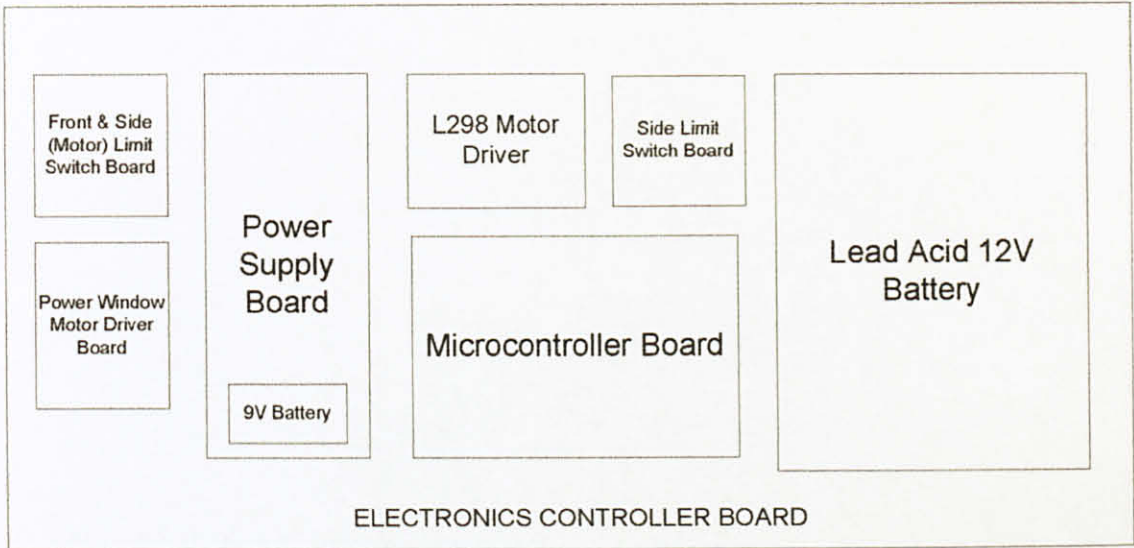 Front & Side
(Motor) Limit
Switch Board
Power Window
Motor Driver
Board
Power
Supply
Board
9V Battery
L298 Motor
Driver
Side Limit
Switch Board
Microcontroller Board
Lead Acid 12V
Battery
ELECTRONICS CONTROLLER BOARD